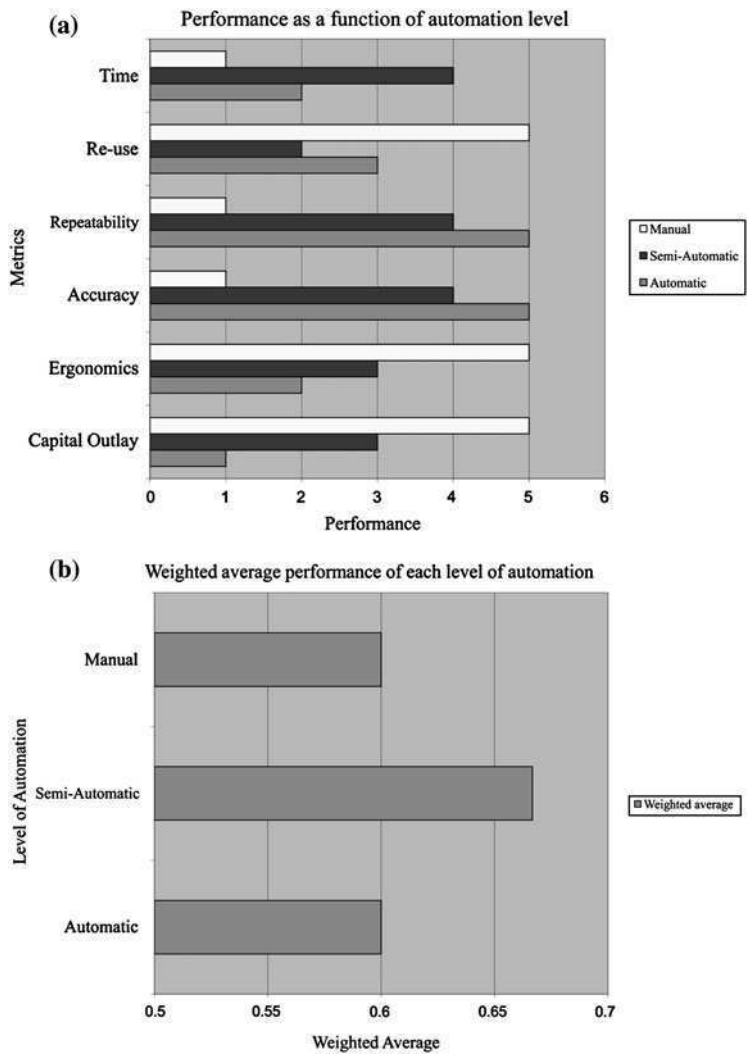 (a)
Performance as a function of automation level
Time
Re-use
Repeatability
Accuracy
Ergonomics
Capital Outlay
Metrics
0 1 2 3 4 5 6
Performance
Manual
Semi-Automatic
Automatic
(b)
Weighted average performance of each level of automation
Manual
Semi-Automatic
Automatic
Level of Automation
0.5 0.55 0.6 0.65 0.7
Weighted Average
Weighted average